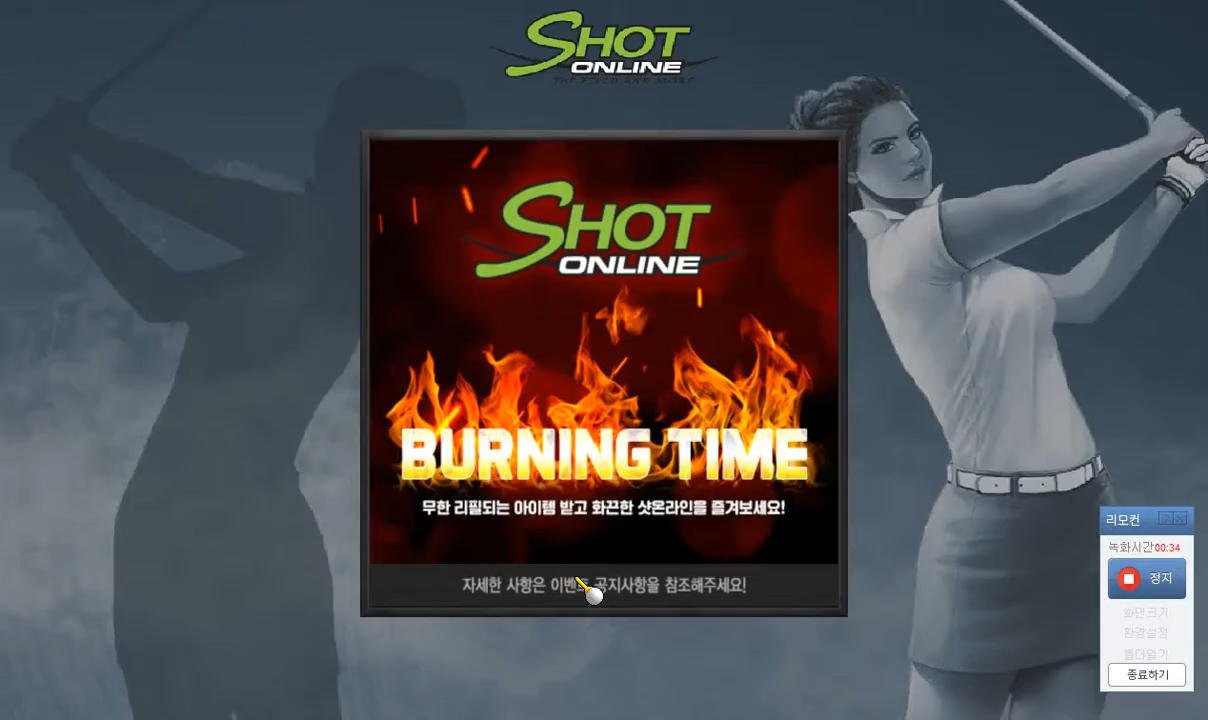 SHOT
ONLINE
SHOT
ONLINE
BURNING TIME
무한 리필되는 아이템 받고 화끈한 샷온라인을 즐겨보세요!
자세한 사항은 이벤트 공지사항을 참조해주세요!
리모컨
녹화시간00:34
정지
화면크기
환경설정
폴더열기
종료하기